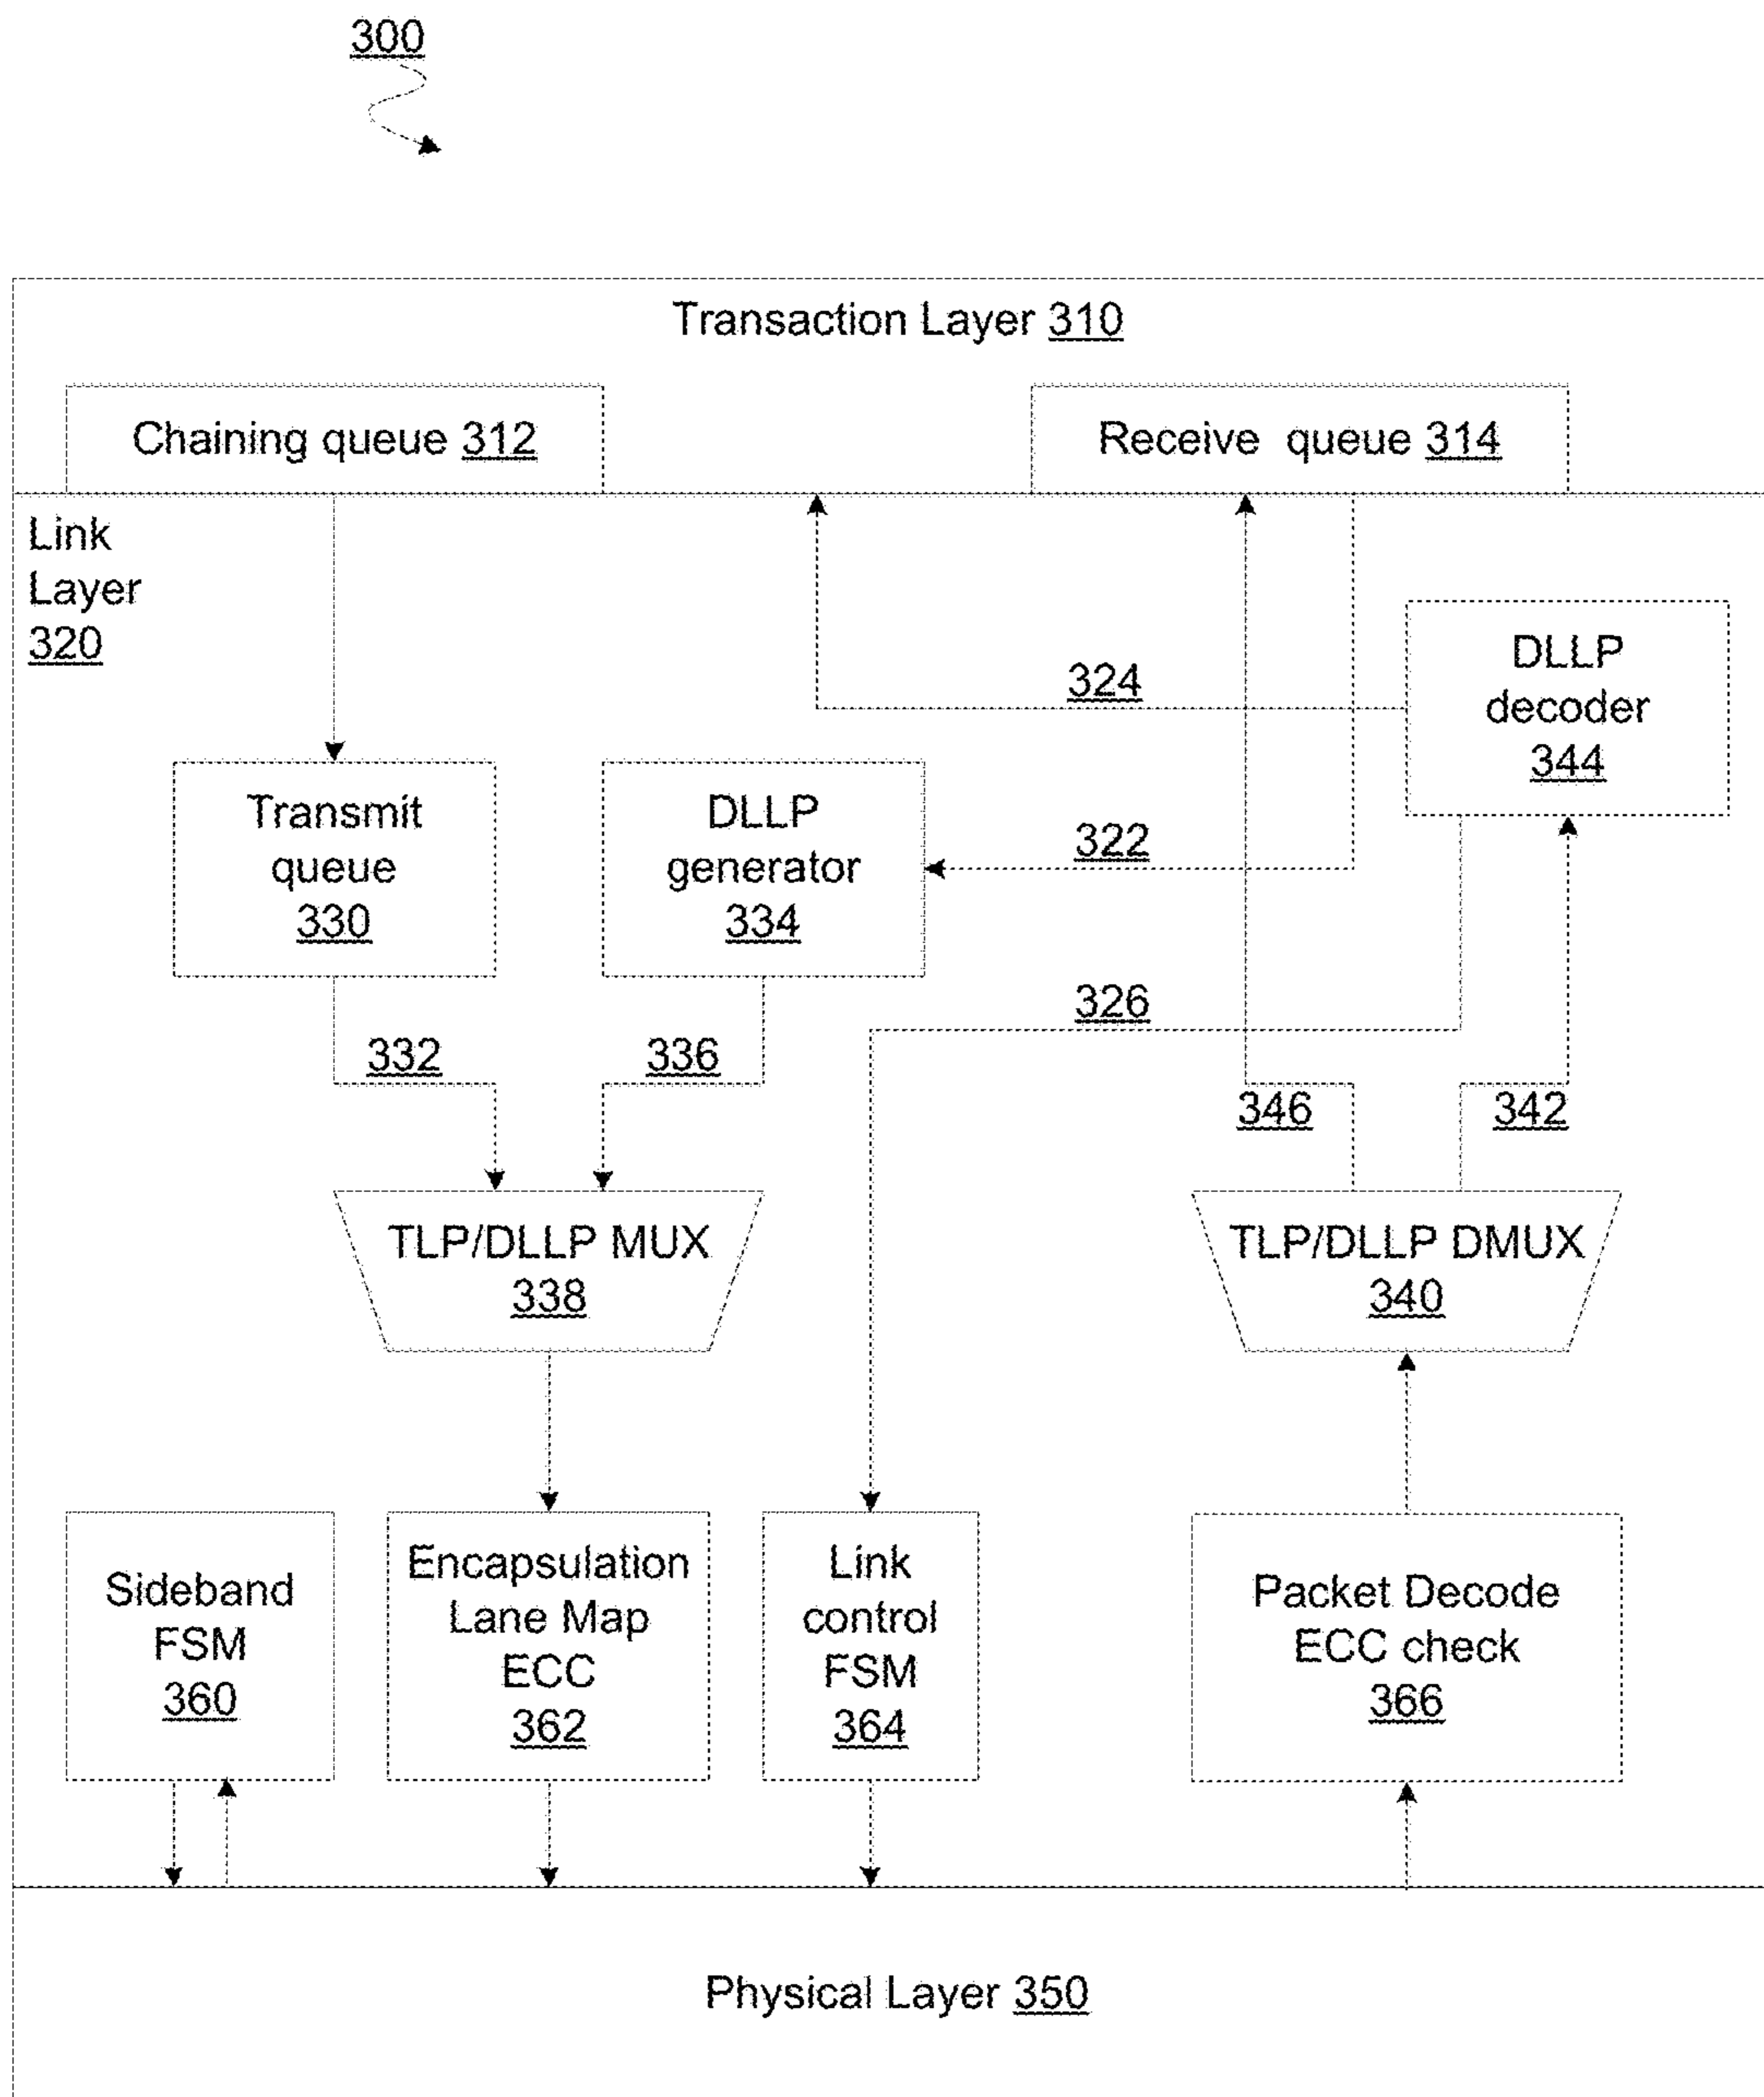 300
Transaction Layer 310
Chaining queue 312
Receive queue 314
Link
Layer
320
324
DLLP
decoder
344
Transmit
queue
330
DLLP
generator
334
322
326
332
336
346
342
TLP/DLLP MUX
338
TLP/DLLP DMUX
340
Sideband
FSM
360
Encapsulation
Lane Map
ECC
362
Link
control
FSM
364
Packet Decode
ECC check
366
Physical Layer 350